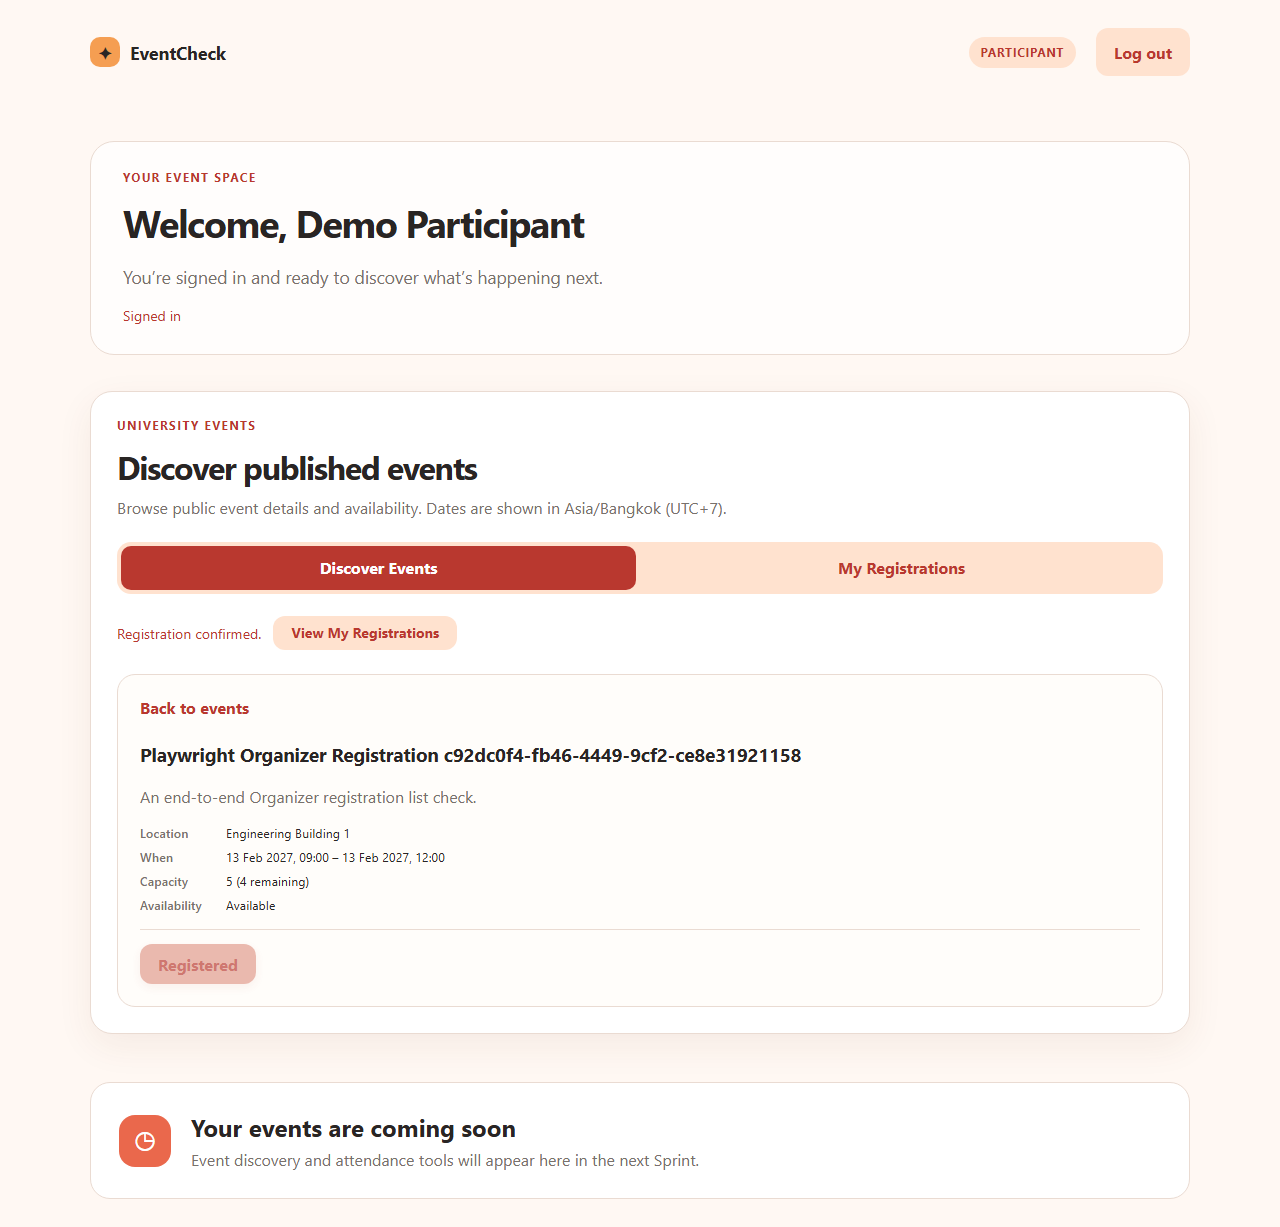 EventCheck
PARTICIPANT
Log out
YOUR EVENT SPACE
Welcome, Demo Participant
You’re signed in and ready to discover what’s happening next.
Signed in
UNIVERSITY EVENTS
Discover published events
Browse public event details and availability. Dates are shown in Asia/Bangkok (UTC+7).
Discover Events
My Registrations
Registration confirmed.
View My Registrations
Back to events
Playwright Organizer Registration c92dc0f4-fb46-4449-9cf2-ce8e31921158
An end-to-end Organizer registration list check.
Location Engineering Building 1
When 13 Feb 2027, 09:00 – 13 Feb 2027, 12:00
Capacity 5 (4 remaining)
Availability Available
Registered
Your events are coming soon
Event discovery and attendance tools will appear here in the next Sprint.